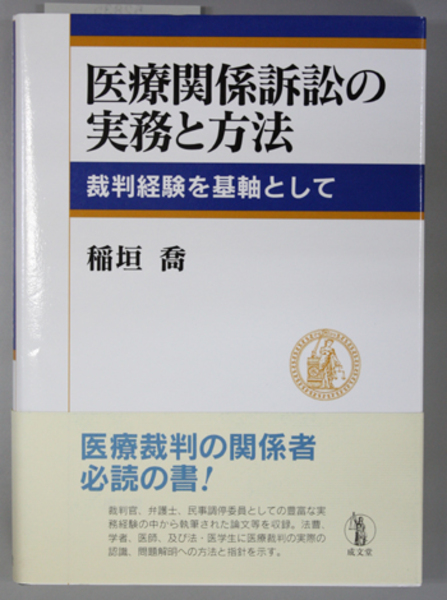 医療関係訴訟の
実務と方法
裁判経験を基軸として
稲垣 喬
医療裁判の関係者
必読の書！
裁判官、弁護士、民事調停委員としての豊富な実
務経験の中から執筆された論文等を収録。法曹、
学者、医師、及び法・医学生に医療裁判の実際の
認識、問題解明への方法と指針を示す。
成文堂